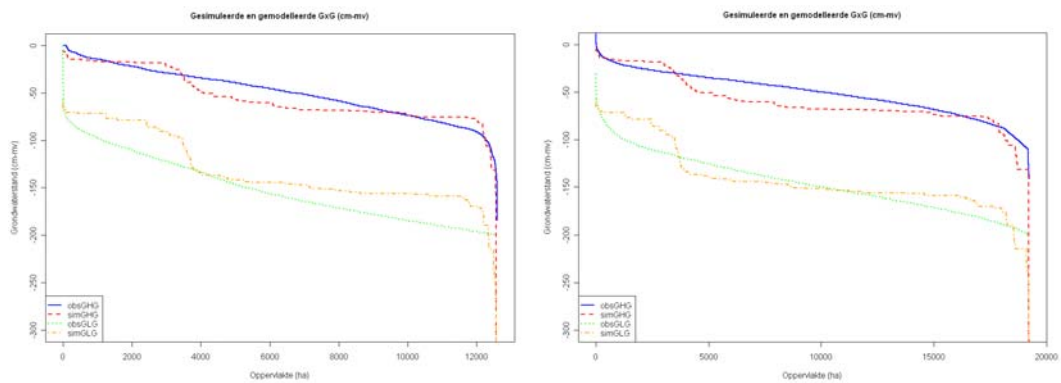 Gesimuleerde en gemodelleerde GxG (cm-mv)
Grondwaterstand (cm-mv)
0
-50
-100
-150
-200
-250
-300
obsGHG
simGHG
obsGLG
simGLG
0 2000 4000 6000 8000 10000 12000
Oppervlakte (ha)
Gesimuleerde en gemodelleerde GxG (cm-mv)
Grondwaterstand (cm-mv)
0
-50
-100
-150
-200
-250
-300
obsGHG
simGHG
obsGLG
simGLG
0 5000 10000 15000 20000
Oppervlakte (ha)